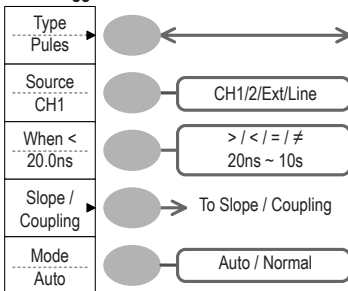 Type
Pules
Source
CH1
CH1/2/Ext/Line
When <
20.0ns
> / < / = / ≠
20ns ~ 10s
Slope /
Coupling
To Slope / Coupling
Mode
Auto
Auto / Normal